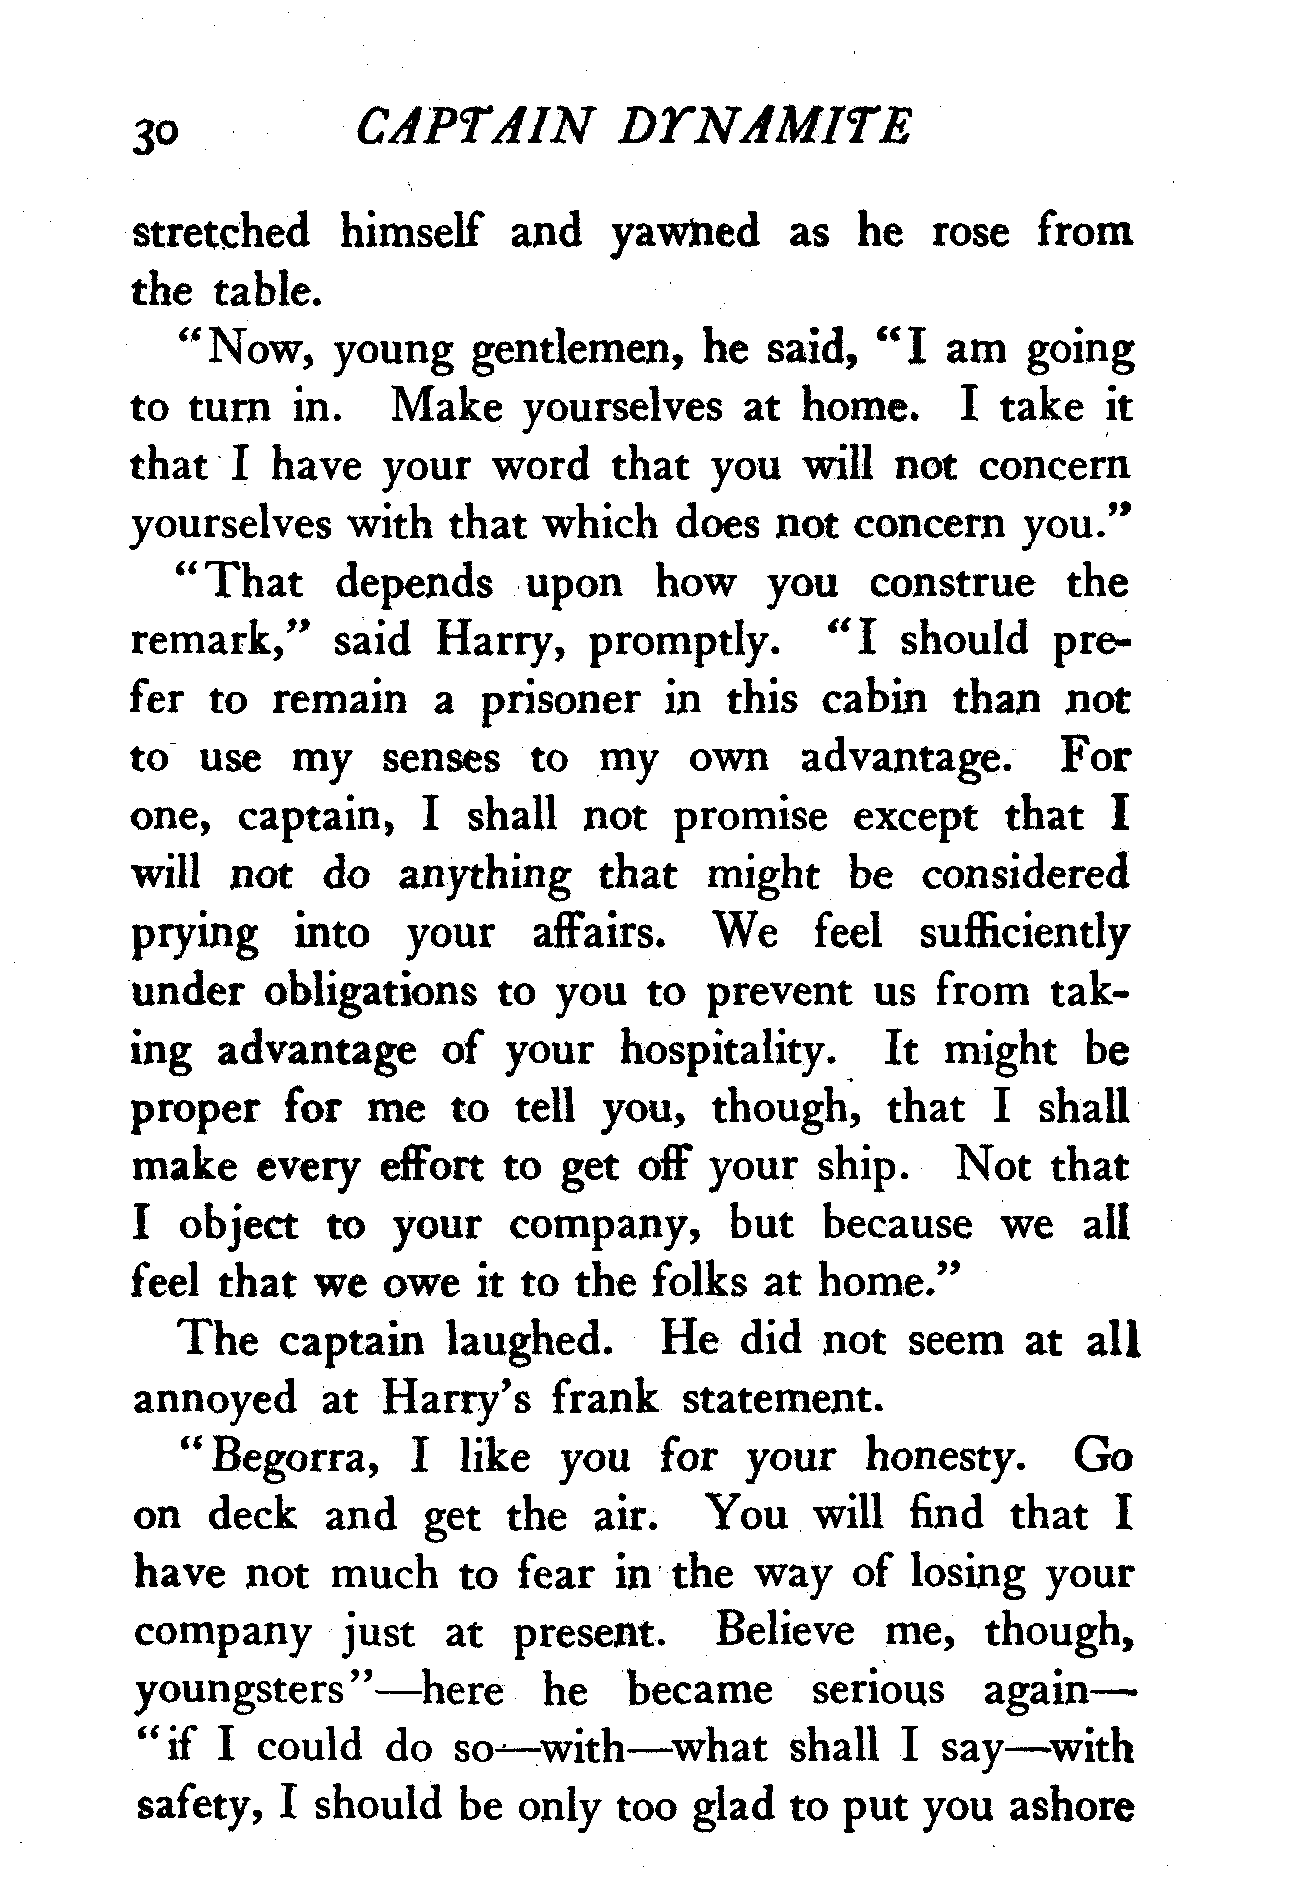 30 CAPTAIN DYNAMITE
stretched himself and yawned as he rose from
the table.
“Now, young gentlemen, he said, “I am going
to turn in. Make yourselves at home. I take it
that I have your word that you will not concern
yourselves with that which does not concern you.”
“That depends upon how you construe the
remark,” said Harry, promptly. “I should pre-
fer to remain a prisoner in this cabin than not
to use my senses to my own advantage. For
one, captain, I shall not promise except that I
will not do anything that might be considered
prying into your affairs. We feel sufficiently
under obligations to you to prevent us from tak-
ing advantage of your hospitality. It might be
proper for me to tell you, though, that I shall
make every effort to get off your ship. Not that
I object to your company, but because we all
feel that we owe it to the folks at home.”
The captain laughed. He did not seem at all
annoyed at Harry’s frank statement.
“Begorra, I like you for your honesty. Go
on deck and get the air. You will find that I
have not much to fear in the way of losing your
company just at present. Believe me, though,
youngsters”—here he became serious again—
“if I could do so—with—what shall I say—with
safety, I should be only too glad to put you ashore